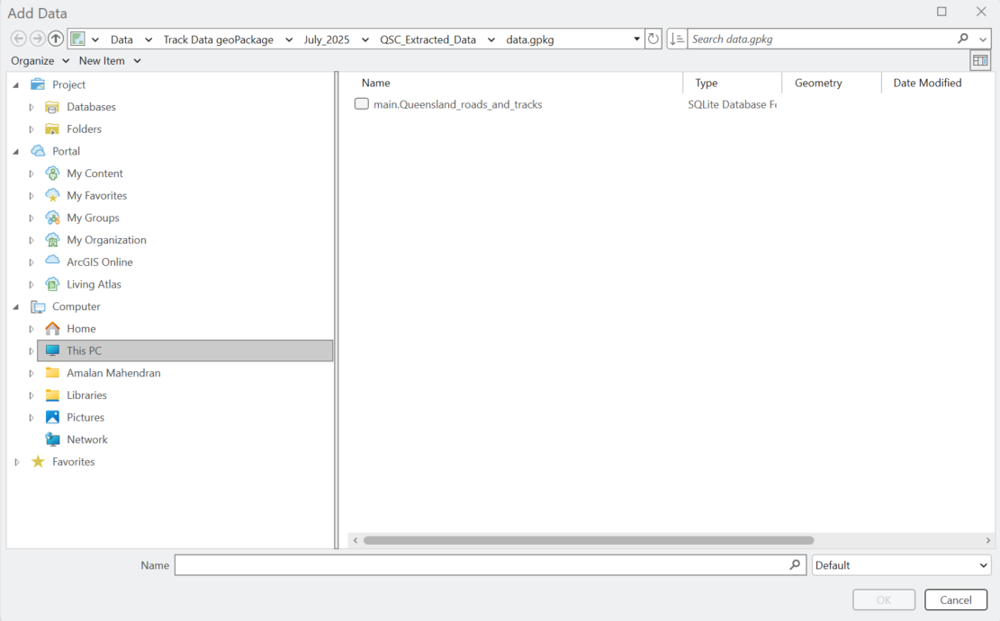 Add Data
Data Track Data geoPackage July_2025 QSC_Extracted_Data data.gpkg Search data.gpkg
Organize New Item
Project
Databases
Folders
Portal
My Content
My Favorites
My Groups
My Organization
ArcGIS Online
Living Atlas
Computer
Home
This PC
Amalan Mahendran
Libraries
Pictures
Network
Favorites
Name Type Geometry Date Modified
main.Queensland_roads_and_tracks SQLite Database Fe
Name Default
OK Cancel